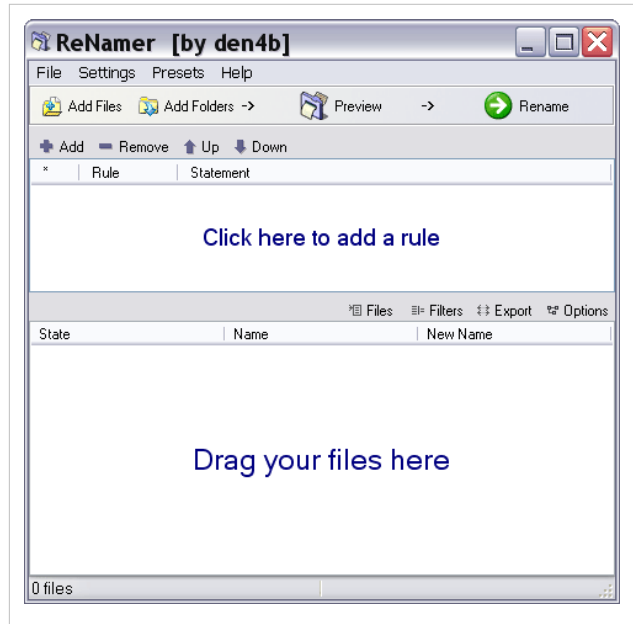 ReNamer [by den4b]
File Settings Presets Help
Add Files Add Folders -> Preview -> Rename
Add Remove Up Down
* Rule Statement
Click here to add a rule
Files Filters Export Options
State Name New Name
Drag your files here
0 files